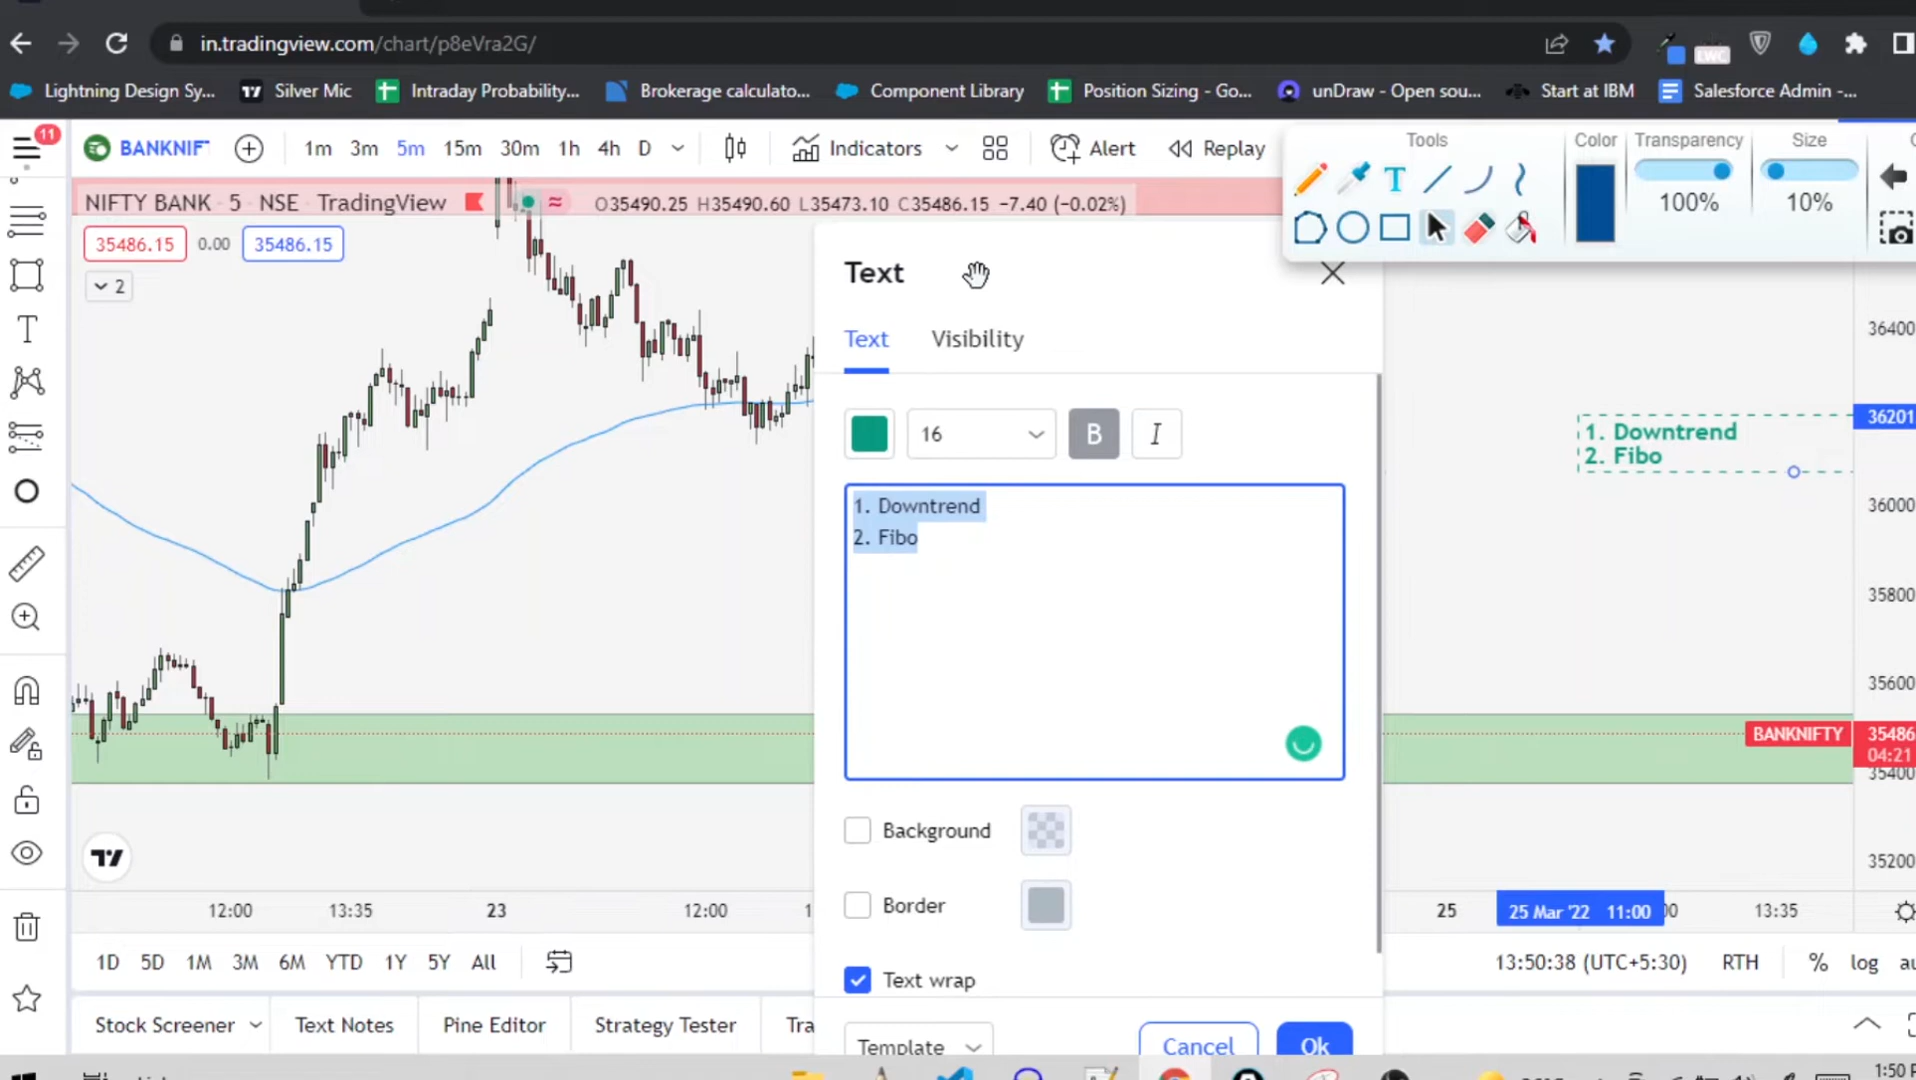 in.tradingview.com/chart/p8eVra2G/
LWC
Lightning Design Sy... Silver Mic Intraday Probability... Brokerage calculato... Component Library Position Sizing - Go... unDraw - Open sou... Start at IBM Salesforce Admin -...
11
BANKNIF 1m 3m 5m 15m 30m 1h 4h D Indicators Alert Replay
Tools Color Transparency Size
100% 10%
NIFTY BANK · 5 · NSE · TradingView O35490.25 H35490.60 L35473.10 C35486.15 −7.40 (−0.02%)
35486.15 0.00 35486.15
2
Text
Text Visibility
16 B I
1. Downtrend
2. Fibo
Background
Border
Text wrap
Template Cancel Ok
1. Downtrend
2. Fibo
36400
36201
36000
35800
35600
BANKNIFTY 35486
04:21
35400
35200
12:00 13:35 23 12:00 25 25 Mar '22 11:00 13:35
1D 5D 1M 3M 6M YTD 1Y 5Y All 13:50:38 (UTC+5:30) RTH % log
Stock Screener Text Notes Pine Editor Strategy Tester Tra
1:50